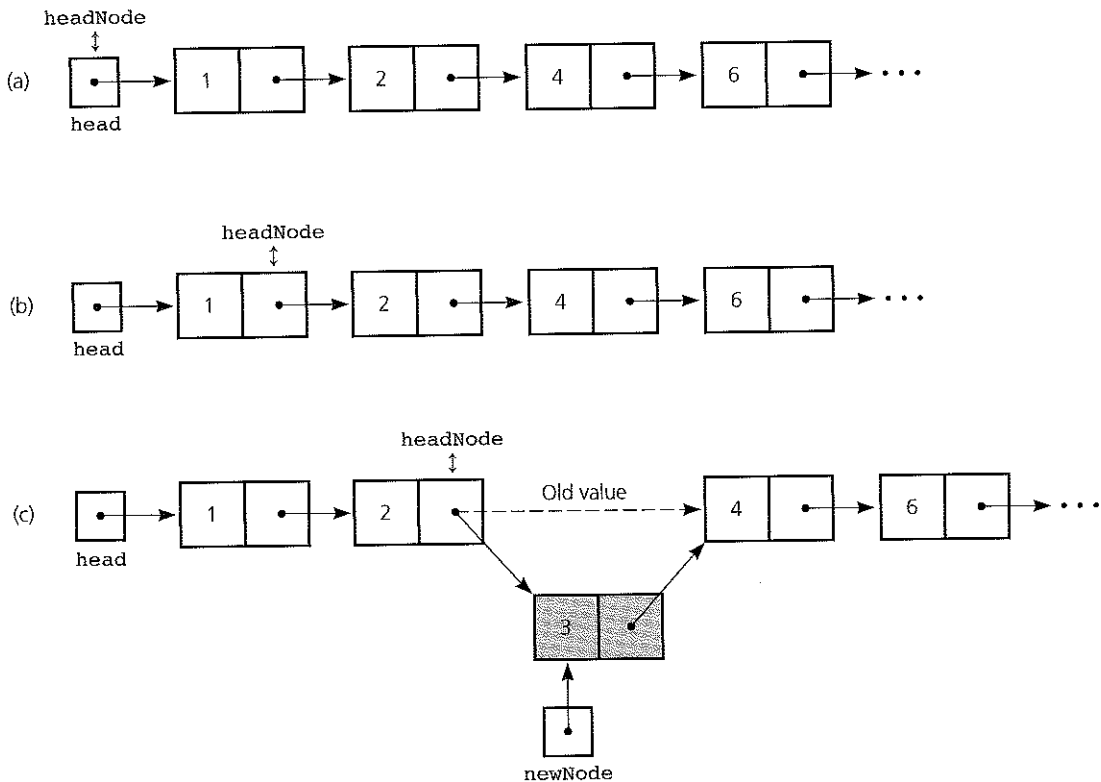 headNode
(a) 1 2 4 6 ...
head
headNode
(b) 1 2 4 6 ...
head
headNode
Old value
(c) 1 2 4 6 ...
head
3
newNode